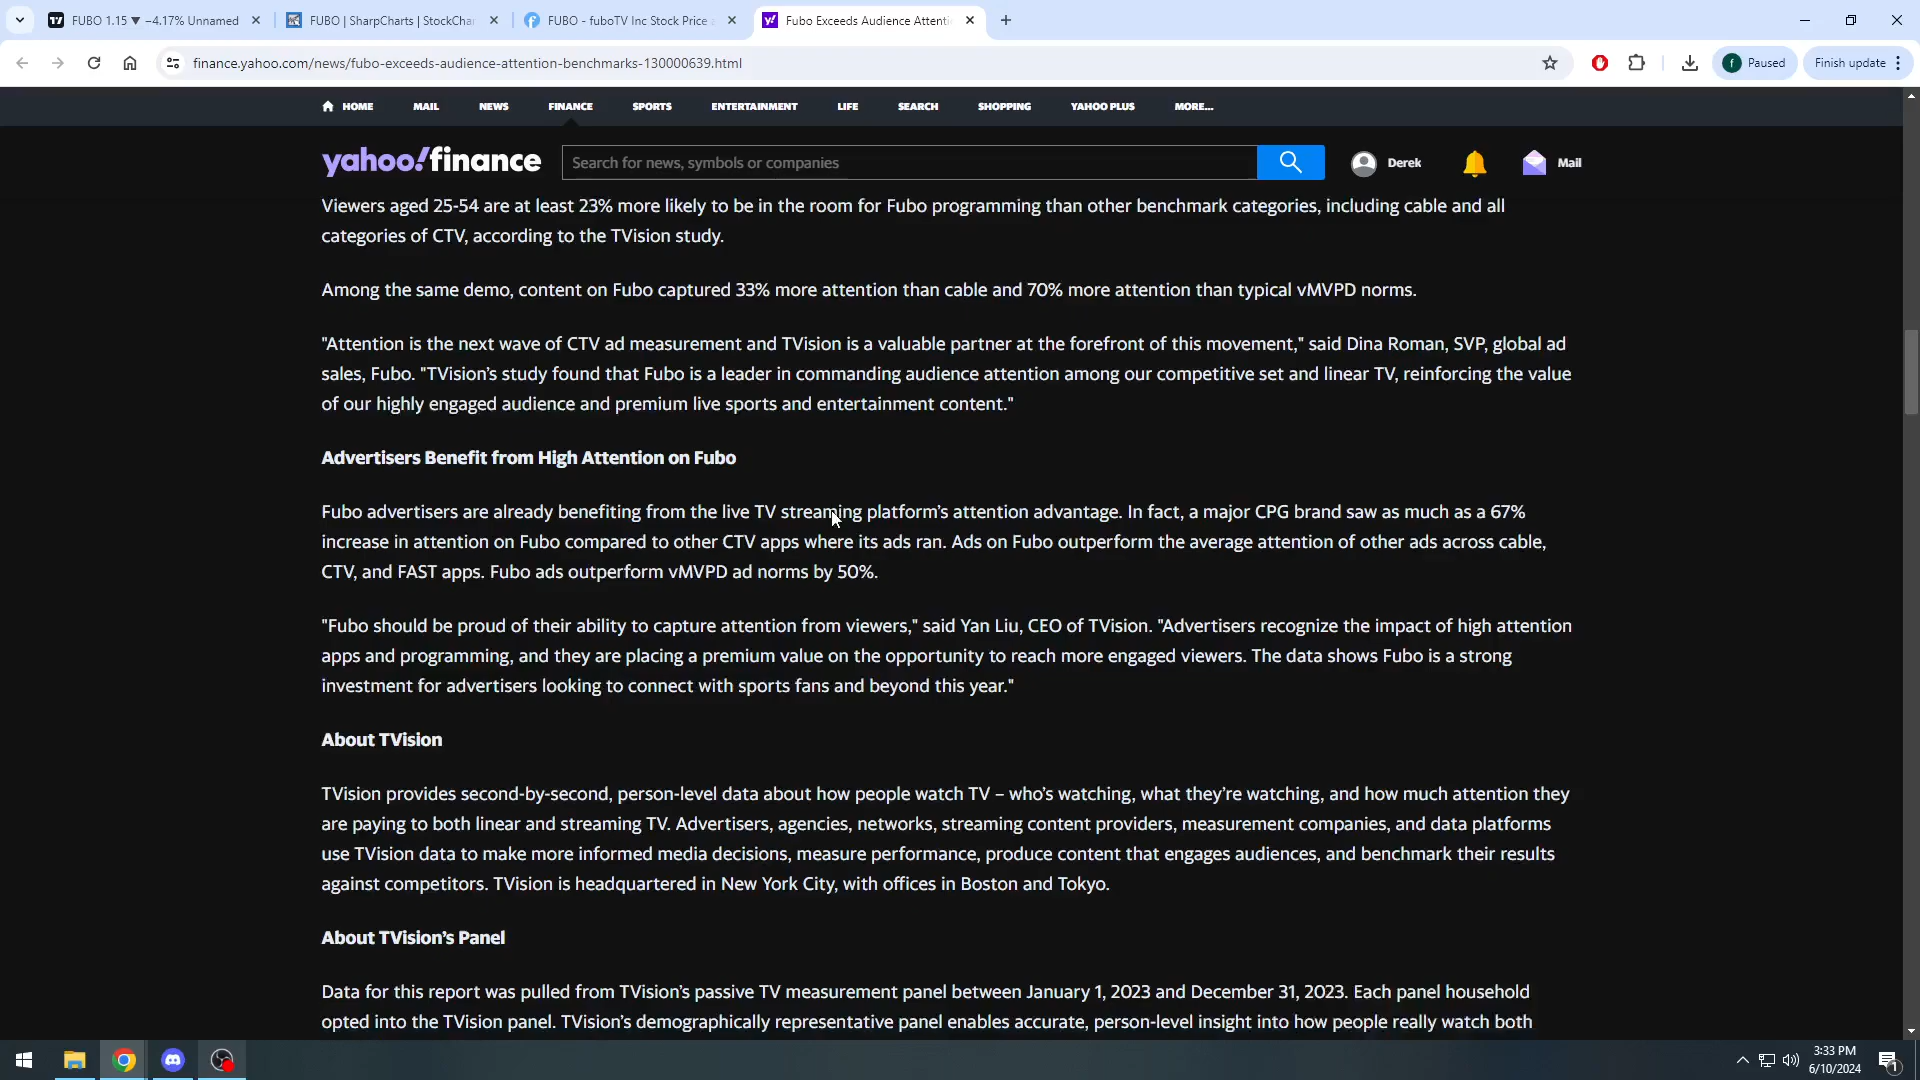 FUBO 1.15 ▼ −4.17% Unnamed
FUBO | SharpCharts | StockCha
FUBO - fuboTV Inc Stock Price
Fubo Exceeds Audience Attenti
finance.yahoo.com/news/fubo-exceeds-audience-attention-benchmarks-130000639.html
f Paused
Finish update
HOME MAIL NEWS FINANCE SPORTS ENTERTAINMENT LIFE SEARCH SHOPPING YAHOO PLUS MORE...
yahoo!finance
Search for news, symbols or companies
Derek
Mail
Viewers aged 25-54 are at least 23% more likely to be in the room for Fubo programming than other benchmark categories, including cable and all
categories of CTV, according to the TVision study.
Among the same demo, content on Fubo captured 33% more attention than cable and 70% more attention than typical vMVPD norms.
"Attention is the next wave of CTV ad measurement and TVision is a valuable partner at the forefront of this movement," said Dina Roman, SVP, global ad
sales, Fubo. "TVision's study found that Fubo is a leader in commanding audience attention among our competitive set and linear TV, reinforcing the value
of our highly engaged audience and premium live sports and entertainment content."
Advertisers Benefit from High Attention on Fubo
Fubo advertisers are already benefiting from the live TV streaming platform's attention advantage. In fact, a major CPG brand saw as much as a 67%
increase in attention on Fubo compared to other CTV apps where its ads ran. Ads on Fubo outperform the average attention of other ads across cable,
CTV, and FAST apps. Fubo ads outperform vMVPD ad norms by 50%.
"Fubo should be proud of their ability to capture attention from viewers," said Yan Liu, CEO of TVision. "Advertisers recognize the impact of high attention
apps and programming, and they are placing a premium value on the opportunity to reach more engaged viewers. The data shows Fubo is a strong
investment for advertisers looking to connect with sports fans and beyond this year."
About TVision
TVision provides second-by-second, person-level data about how people watch TV – who's watching, what they're watching, and how much attention they
are paying to both linear and streaming TV. Advertisers, agencies, networks, streaming content providers, measurement companies, and data platforms
use TVision data to make more informed media decisions, measure performance, produce content that engages audiences, and benchmark their results
against competitors. TVision is headquartered in New York City, with offices in Boston and Tokyo.
About TVision's Panel
Data for this report was pulled from TVision's passive TV measurement panel between January 1, 2023 and December 31, 2023. Each panel household
opted into the TVision panel. TVision's demographically representative panel enables accurate, person-level insight into how people really watch both
3:33 PM
6/10/2024
1